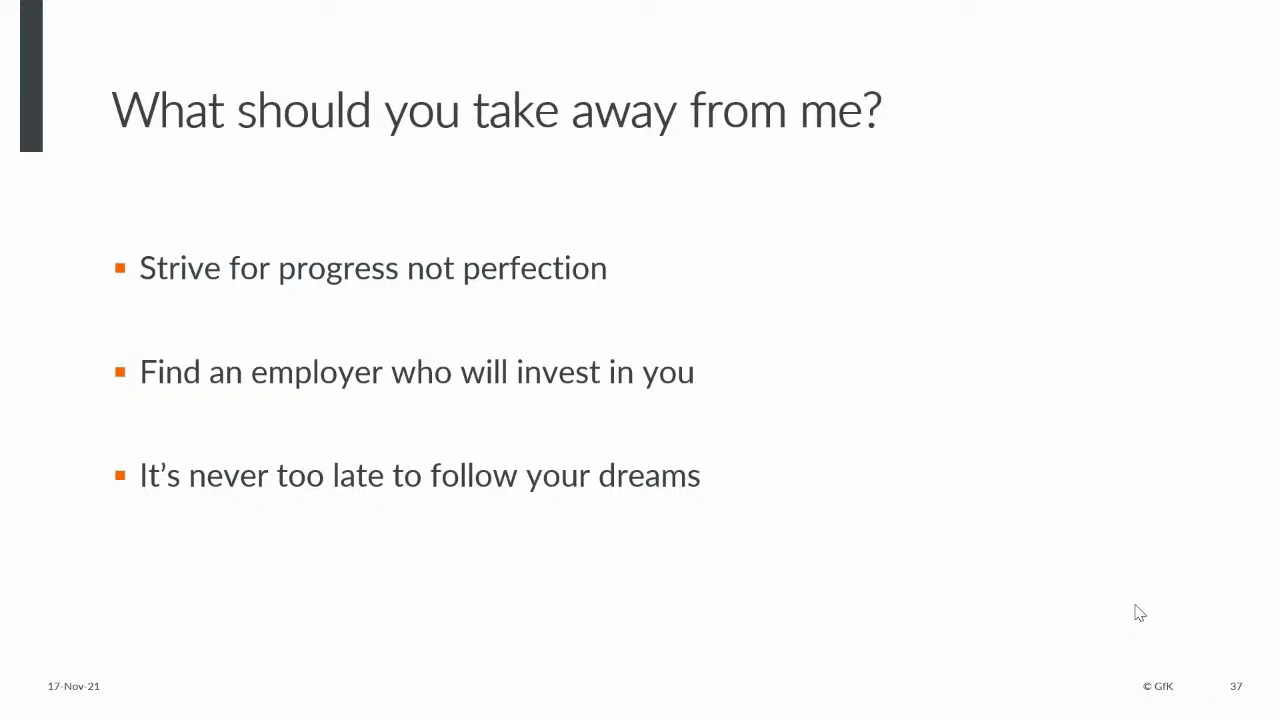 What should you take away from me?
Strive for progress not perfection
Find an employer who will invest in you
It’s never too late to follow your dreams
17-Nov-21
© GfK
37